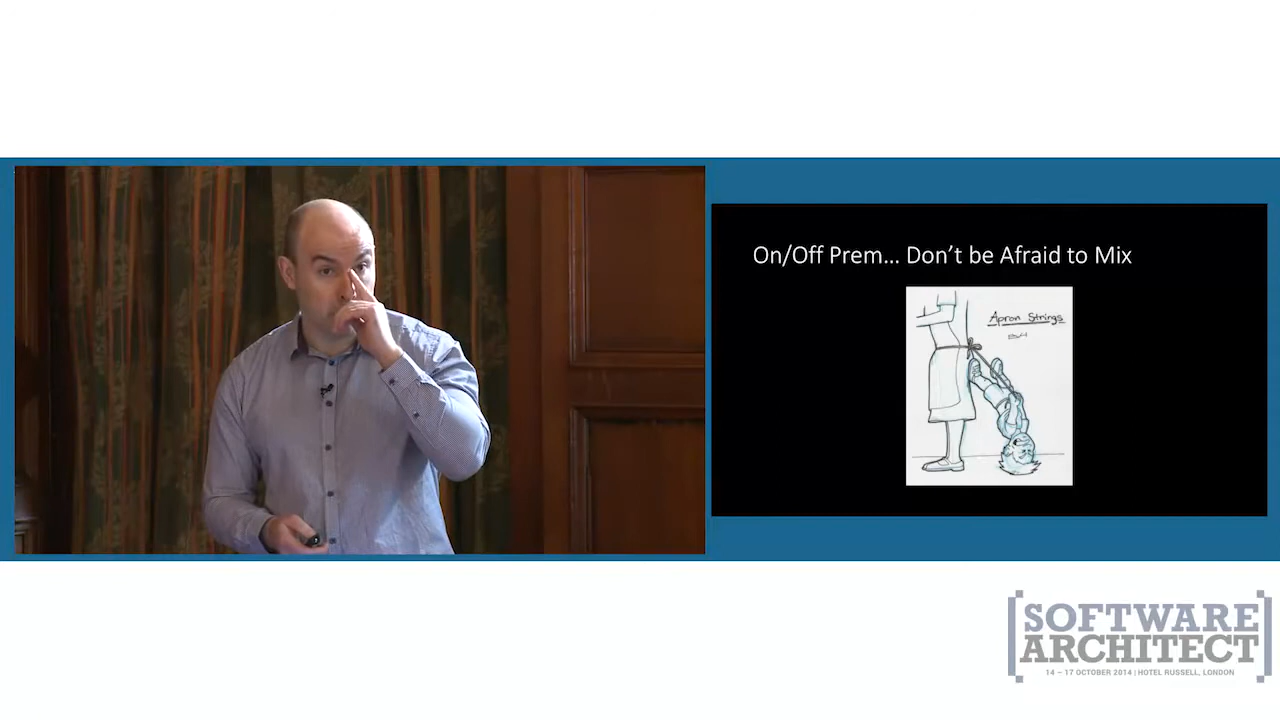 On/Off Prem... Don't be Afraid to Mix
Apron Strings
SOFTWARE
ARCHITECT
14 – 17 OCTOBER 2014 | HOTEL RUSSELL, LONDON